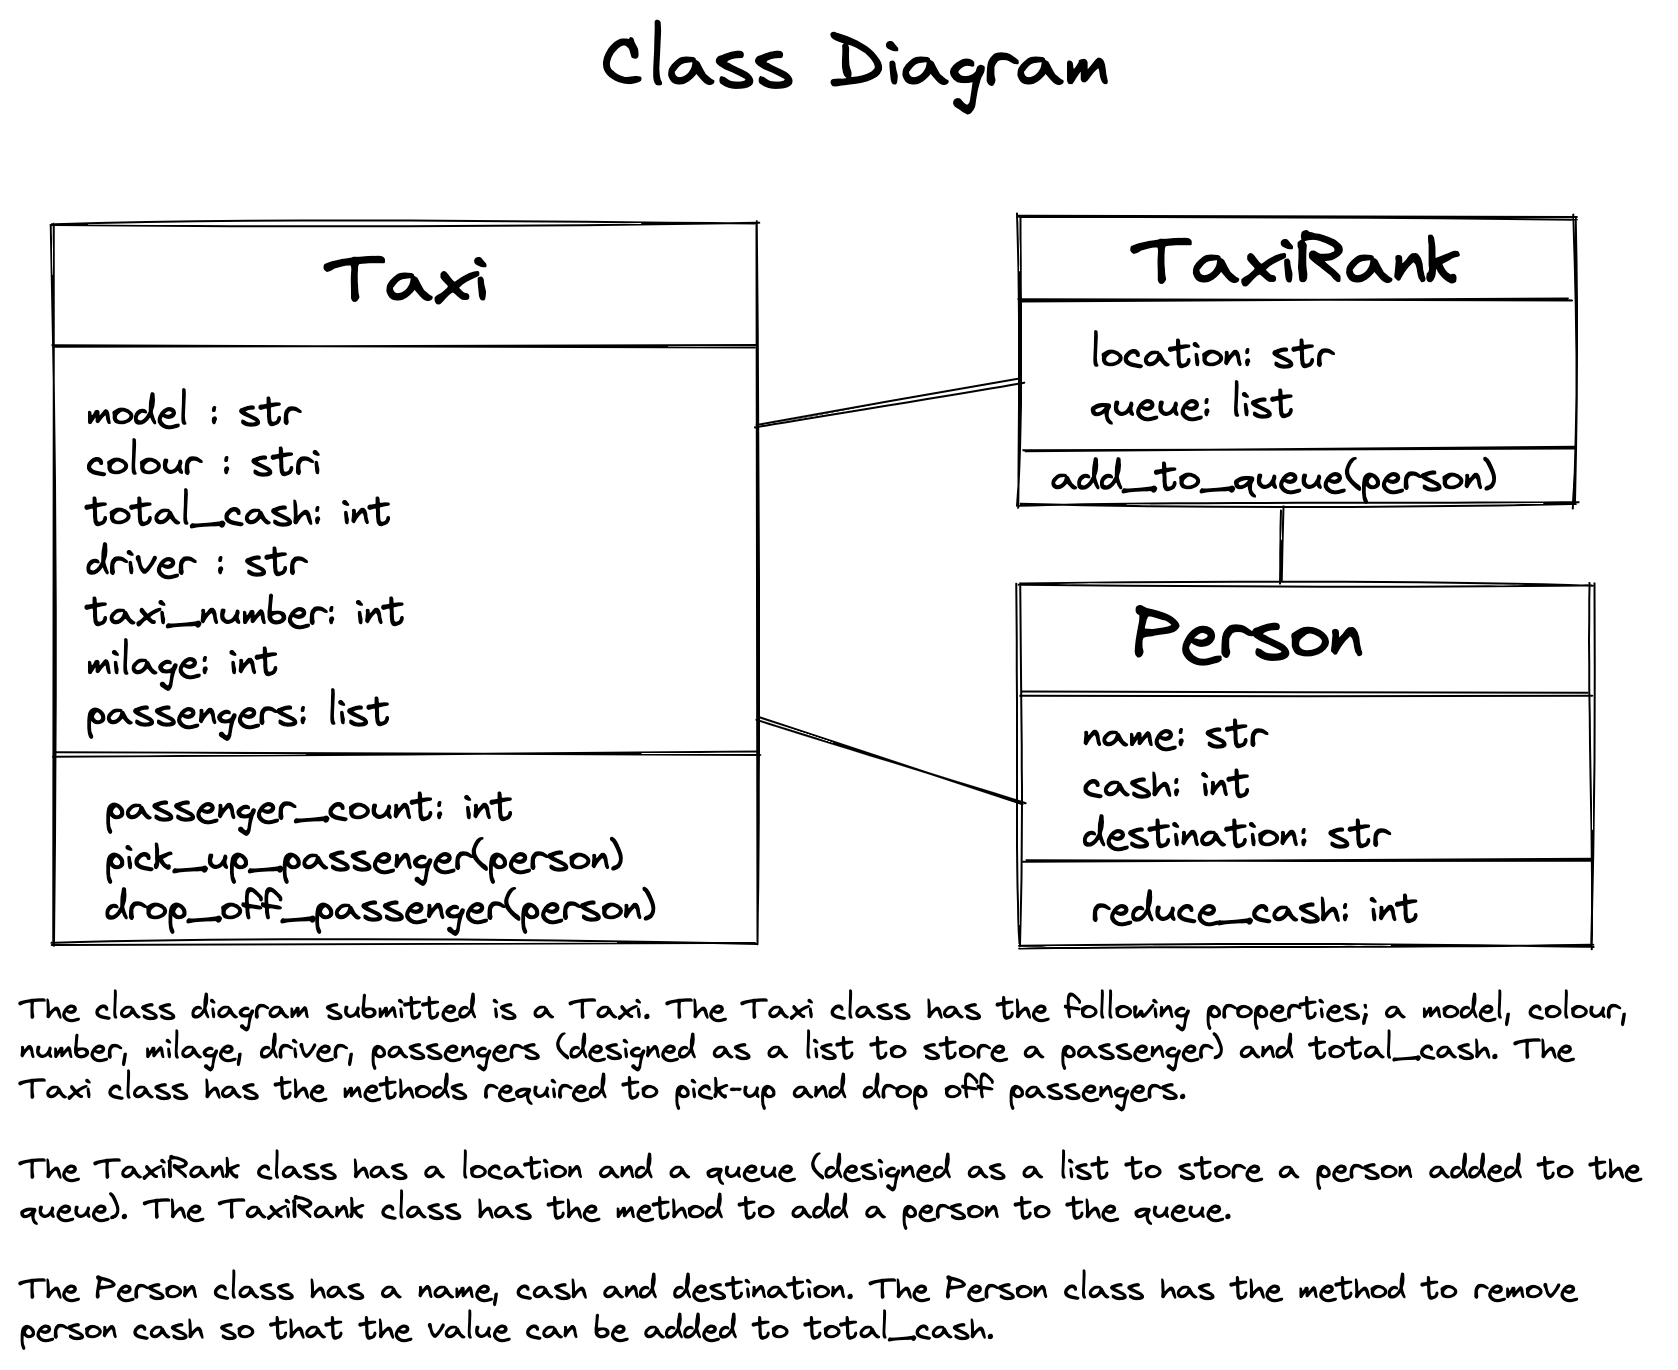 Class Diagram
Taxi
model : str
colour : stri
total_cash: int
driver : str
taxi_number: int
milage: int
passengers: list
passenger_count: int
pick_up_passenger(person)
drop_off_passenger(person)
TaxiRank
location: str
queue: list
add_to_queue(person)
Person
name: str
cash: int
destination: str
reduce_cash: int
The class diagram submitted is a Taxi. The Taxi class has the following properties; a model, colour,
number, milage, driver, passengers (designed as a list to store a passenger) and total_cash. The
Taxi class has the methods required to pick-up and drop off passengers.
The TaxiRank class has a location and a queue (designed as a list to store a person added to the
queue). The TaxiRank class has the method to add a person to the queue.
The Person class has a name, cash and destination. The Person class has the method to remove
person cash so that the value can be added to total_cash.